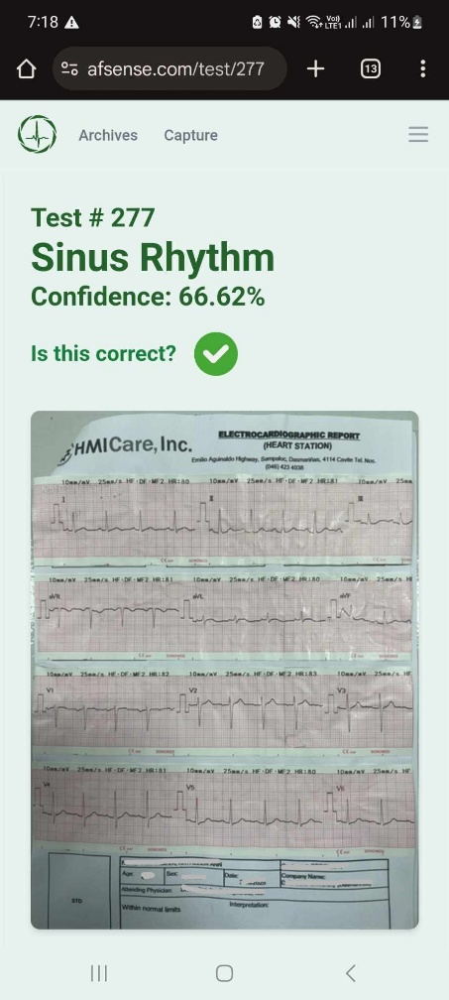 7:18
Vo) LTE1 11%
afsense.com/test/277
13
Archives Capture
Test # 277
Sinus Rhythm
Confidence: 66.62%
Is this correct?
HMICare, Inc.
ELECTROCARDIOGRAPHIC REPORT
(HEART STATION)
Emilio Aguinaldo Highway, Sampaloc, Dasmariñas, 4114 Cavite Tel. Nos.
(046) 423 4038
10mm/mV 25mm/s HF-DF-MF2 HR:80 10mm/mV 25mm/s HF-DF-MF2 HR:81 10mm/mV 25mm
I II III
10mm/mV 25mm/s HF-DF-MF2 HR:81 10mm/mV 25mm/s HF-DF-MF2 HR:80 10mm/mV 25mm/s H
aVR aVL aVF
10mm/mV 25mm/s HF-DF-MF2 HR:82 10mm/mV 25mm/s HF-DF-MF2 HR:83 10mm/mV 25mm/s HF
V1 V2 V3
10mm/mV 25mm/s HF-DF-MF2 HR:81 10mm/mV 25mm/s HF-DF-MF2 HR:80 10mm/mV 25mm/s HF
V4 V5 V6
Age: Sex: Date: Company Name:
Attending Physician:
STD
Interpretation:
Within normal limits